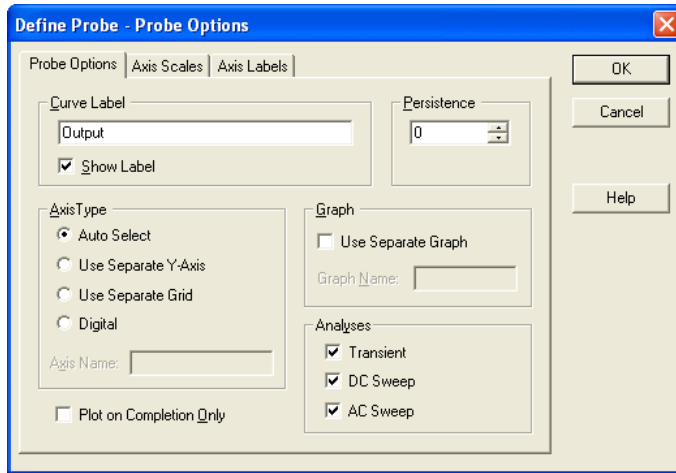 Define Probe - Probe Options
Probe Options
Axis Scales
Axis Labels
OK
Cancel
Help
Curve Label
Output
Show Label
Persistence
0
AxisType
Auto Select
Use Separate Y-Axis
Use Separate Grid
Digital
Axis Name:
Graph
Use Separate Graph
Graph Name:
Analyses
Transient
DC Sweep
AC Sweep
Plot on Completion Only